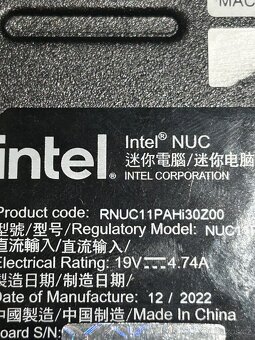 MAC
intel®
Intel® NUC
迷你電腦/迷你电脑
INTEL CORPORATION
Product code: RNUC11PAHi30Z00
型號/型号/Regulatory Model: NUC11
直流輸入/直流输入/
Electrical Rating: 19V⎓4.74A
製造日期/制造日期/
Date of Manufacture: 12 / 2022
中國製造/中国制造/Made In China
Board S/N: